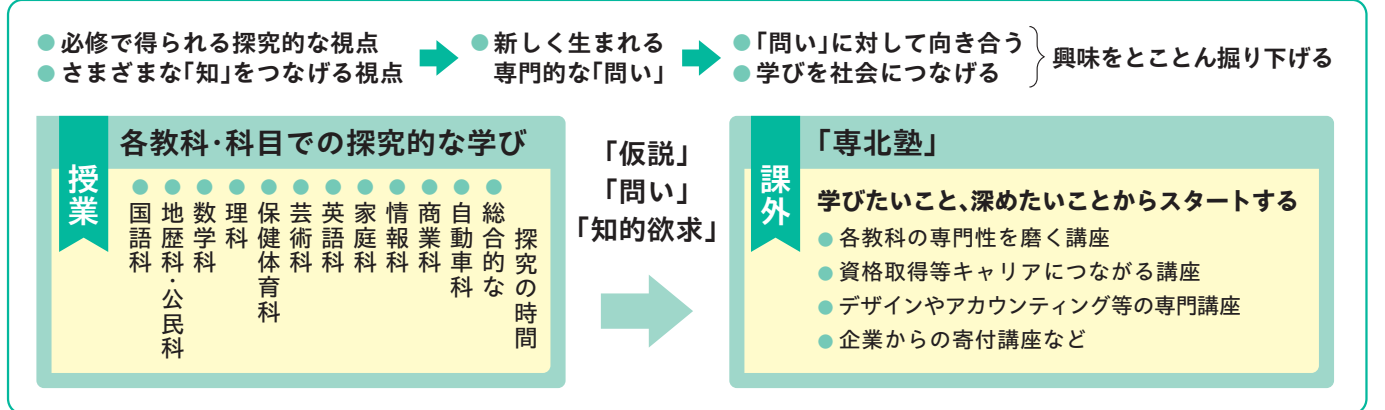 ●必修で得られる探究的な視点
●さまざまな「知」をつなげる視点
●新しく生まれる
専門的な「問い」
●「問い」に対して向き合う
●学びを社会につなげる
興味をとことん掘り下げる
授業
各教科・科目での探究的な学び
●国語科
●地歴科・公民科
●数学科
●理科
●保健体育科
●芸術科
●英語科
●家庭科
●情報科
●商業科
●自動車科
●総合的な
探究の時間
「仮説」
「問い」
「知的欲求」
課外
「専北塾」
学びたいこと、深めたいことからスタートする
●各教科の専門性を磨く講座
●資格取得等キャリアにつながる講座
●デザインやアカウンティング等の専門講座
●企業からの寄付講座など